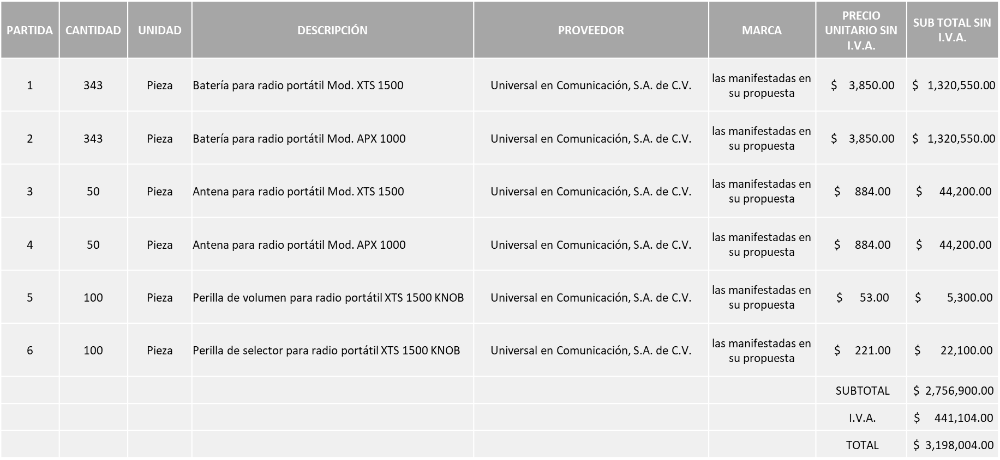 PARTIDA CANTIDAD UNIDAD DESCRIPCIÓN PROVEEDOR MARCA PRECIO UNITARIO SIN I.V.A. SUB TOTAL SIN I.V.A.
1 343 Pieza Batería para radio portátil Mod. XTS 1500 Universal en Comunicación, S.A. de C.V. las manifestadas en su propuesta $ 3,850.00 $ 1,320,550.00
2 343 Pieza Batería para radio portátil Mod. APX 1000 Universal en Comunicación, S.A. de C.V. las manifestadas en su propuesta $ 3,850.00 $ 1,320,550.00
3 50 Pieza Antena para radio portátil Mod. XTS 1500 Universal en Comunicación, S.A. de C.V. las manifestadas en su propuesta $ 884.00 $ 44,200.00
4 50 Pieza Antena para radio portátil Mod. APX 1000 Universal en Comunicación, S.A. de C.V. las manifestadas en su propuesta $ 884.00 $ 44,200.00
5 100 Pieza Perilla de volumen para radio portátil XTS 1500 KNOB Universal en Comunicación, S.A. de C.V. las manifestadas en su propuesta $ 53.00 $ 5,300.00
6 100 Pieza Perilla de selector para radio portátil XTS 1500 KNOB Universal en Comunicación, S.A. de C.V. las manifestadas en su propuesta $ 221.00 $ 22,100.00
SUBTOTAL $ 2,756,900.00
I.V.A. $ 441,104.00
TOTAL $ 3,198,004.00